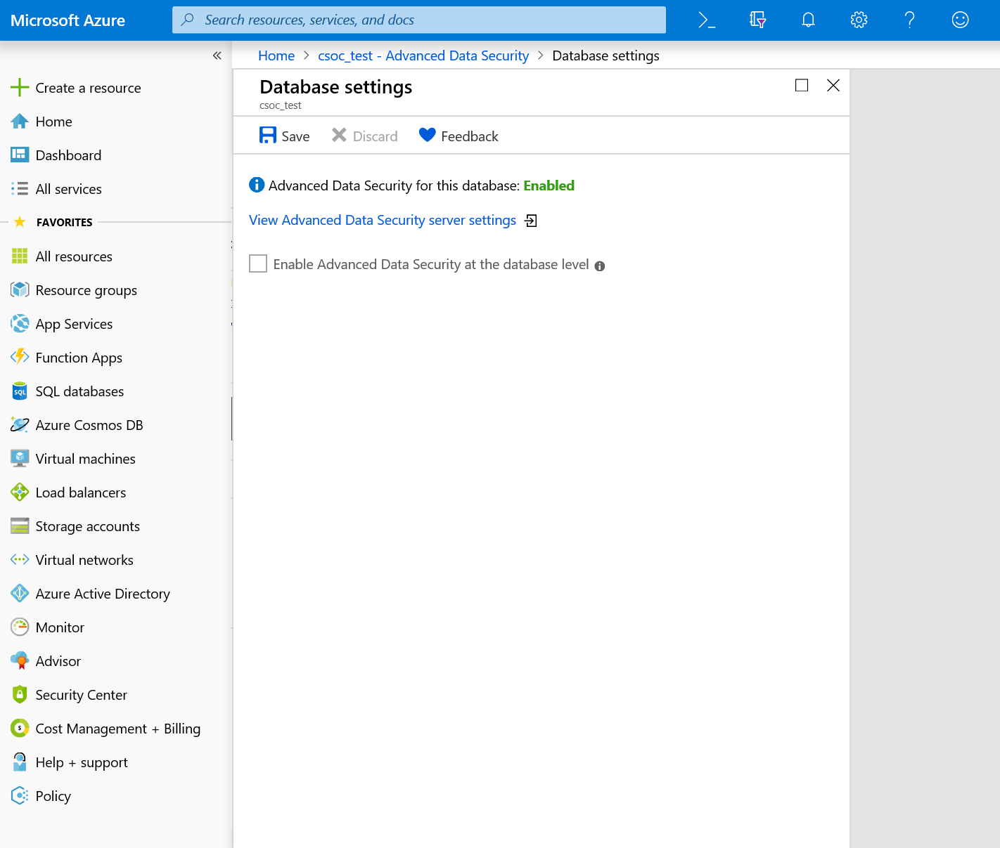 Microsoft Azure
Search resources, services, and docs
Home > csoc_test - Advanced Data Security > Database settings
Create a resource
Home
Dashboard
All services
FAVORITES
All resources
Resource groups
App Services
Function Apps
SQL databases
Azure Cosmos DB
Virtual machines
Load balancers
Storage accounts
Virtual networks
Azure Active Directory
Monitor
Advisor
Security Center
Cost Management + Billing
Help + support
Policy
Database settings
csoc_test
Save Discard Feedback
Advanced Data Security for this database: Enabled
View Advanced Data Security server settings
Enable Advanced Data Security at the database level